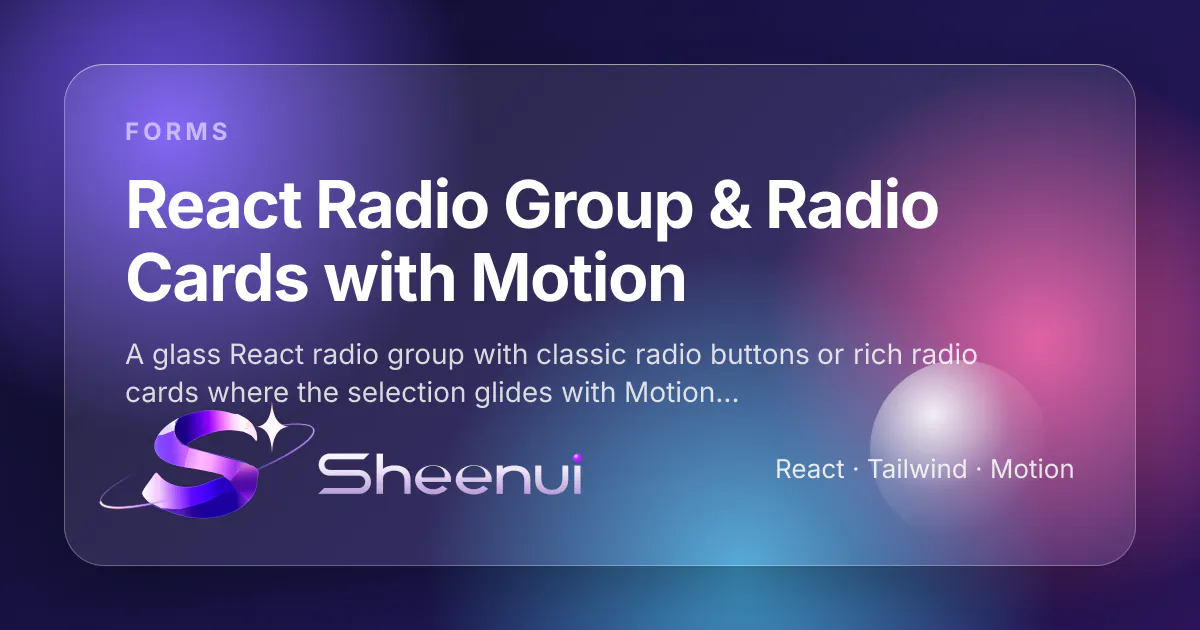 FORMS
React Radio Group & Radio
Cards with Motion
A glass React radio group with classic radio buttons or rich radio
cards where the selection glides with Motion...
Sheenui
React · Tailwind · Motion